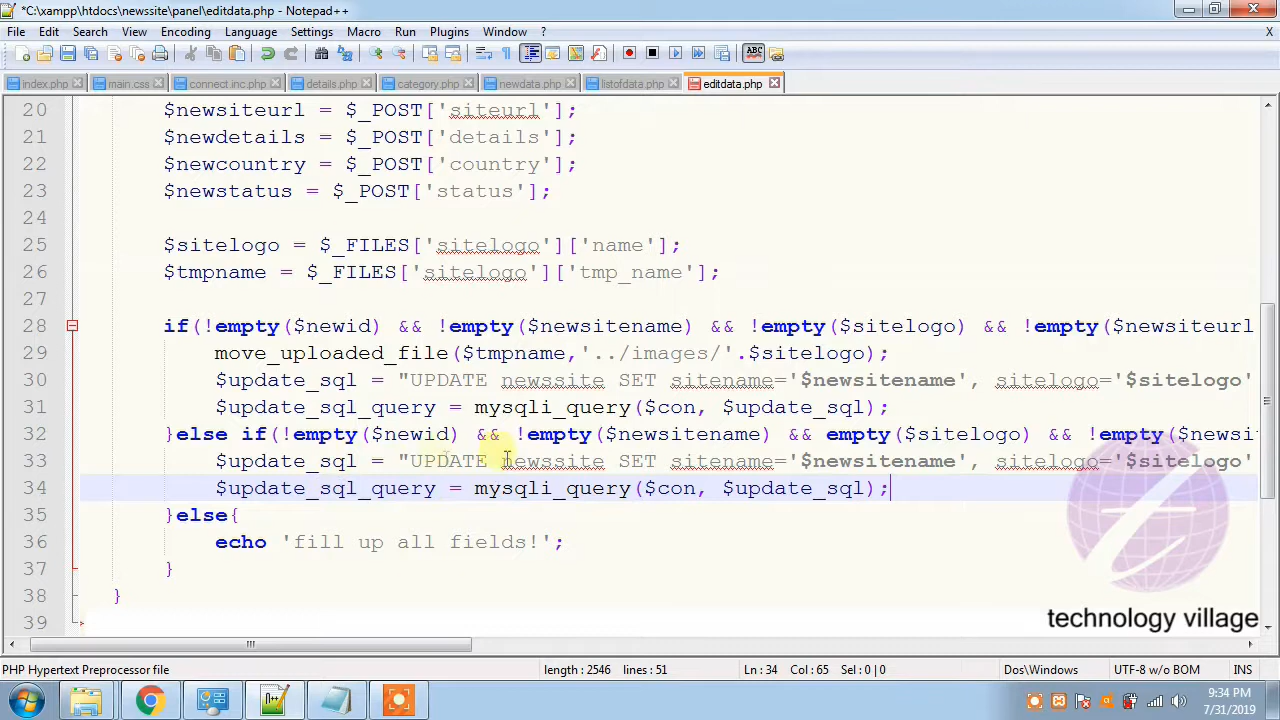 *C:\xampp\htdocs\newssite\panel\editdata.php - Notepad++
File Edit Search View Encoding Language Settings Macro Run Plugins Window ? X
index.php main.css connect.inc.php details.php category.php newdata.php listofdata.php editdata.php
20 $newsiteurl = $_POST['siteurl'];
21 $newdetails = $_POST['details'];
22 $newcountry = $_POST['country'];
23 $newstatus = $_POST['status'];
24
25 $sitelogo = $_FILES['sitelogo']['name'];
26 $tmpname = $_FILES['sitelogo']['tmp_name'];
27
28 if(!empty($newid) && !empty($newsitename) && !empty($sitelogo) && !empty($newsiteurl
29 move_uploaded_file($tmpname,'../images/'.$sitelogo);
30 $update_sql = "UPDATE newssite SET sitename='$newsitename', sitelogo='$sitelogo'
31 $update_sql_query = mysqli_query($con, $update_sql);
32 }else if(!empty($newid) && !empty($newsitename) && empty($sitelogo) && !empty($newsi
33 $update_sql = "UPDATE newssite SET sitename='$newsitename', sitelogo='$sitelogo'
34 $update_sql_query = mysqli_query($con, $update_sql);
35 }else{
36 echo 'fill up all fields!';
37 }
38 }
39
technology village
PHP Hypertext Preprocessor file length : 2546 lines : 51 Ln : 34 Col : 65 Sel : 0 | 0 Dos\Windows UTF-8 w/o BOM INS
9:34 PM
7/31/2019